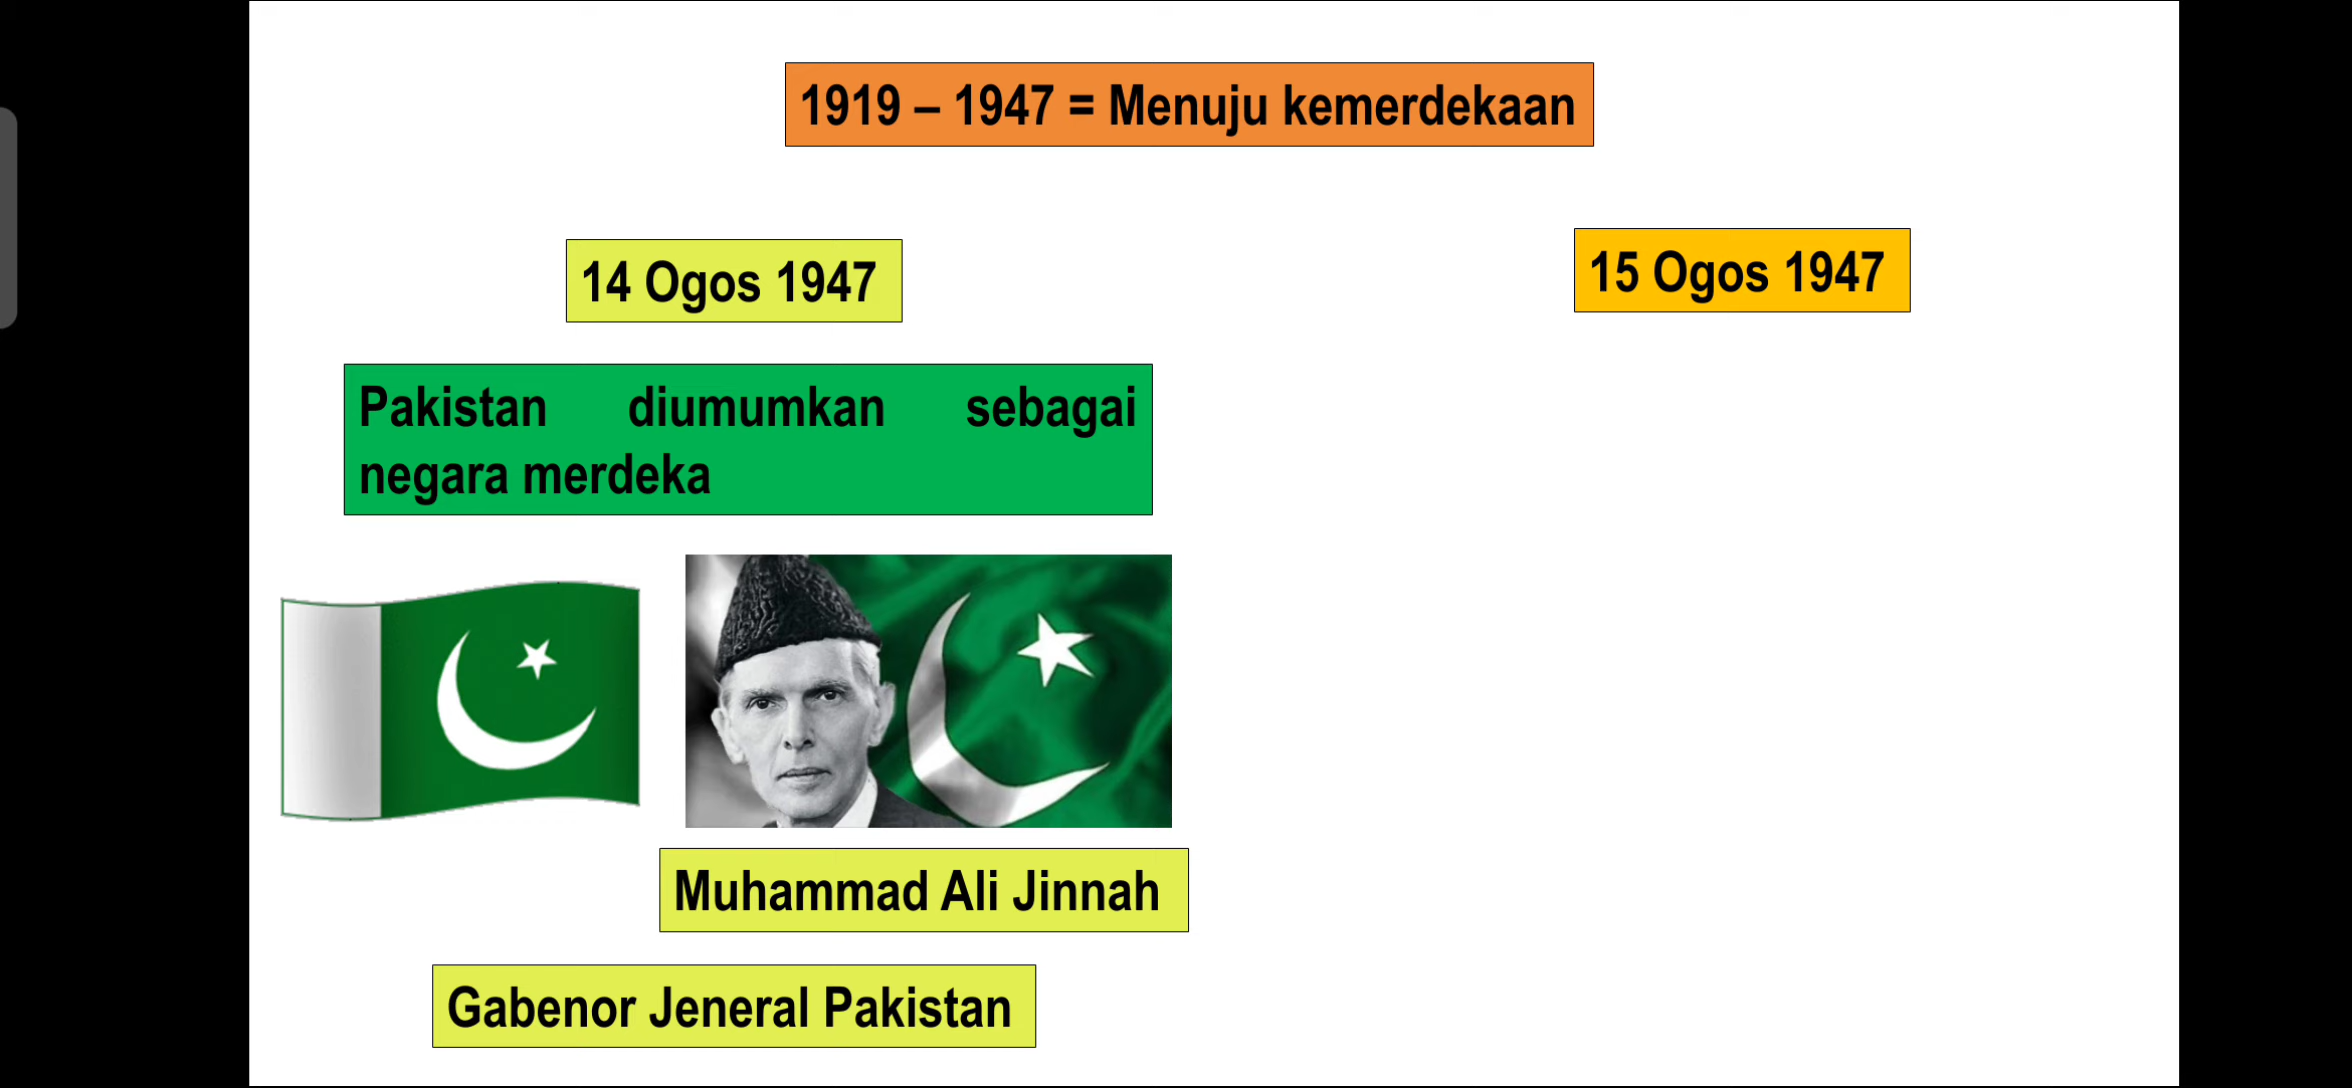 1919 – 1947 = Menuju kemerdekaan
14 Ogos 1947
15 Ogos 1947
Pakistan diumumkan sebagai
negara merdeka
Muhammad Ali Jinnah
Gabenor Jeneral Pakistan